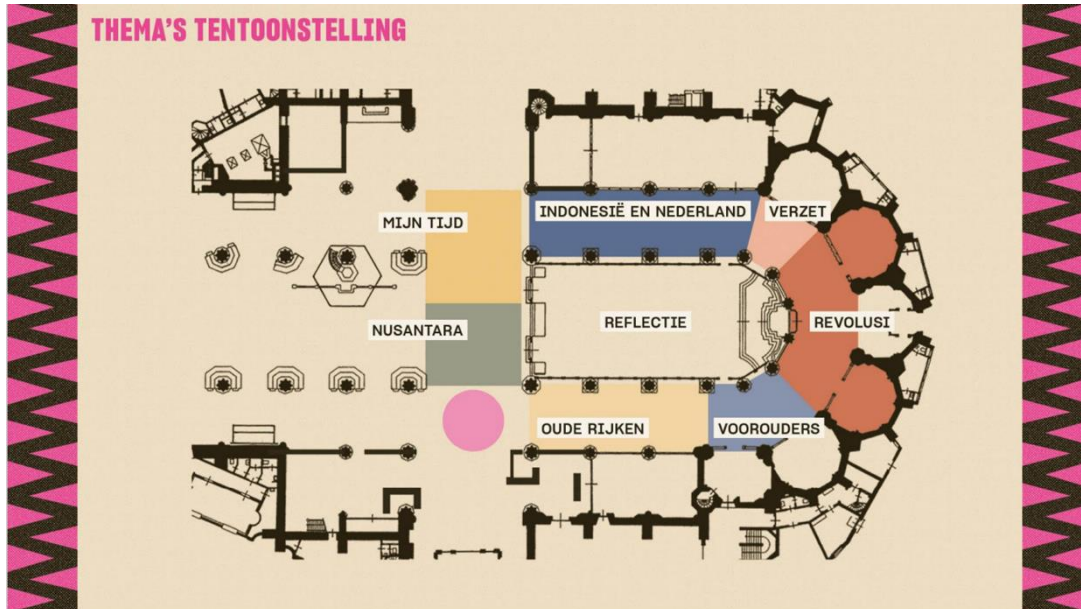 THEMA'S TENTOONSTELLING
MIJN TIJD
INDONESIË EN NEDERLAND
VERZET
NUSANTARA
REFLECTIE
REVOLUSI
OUDE RIJKEN
VOOROUDERS